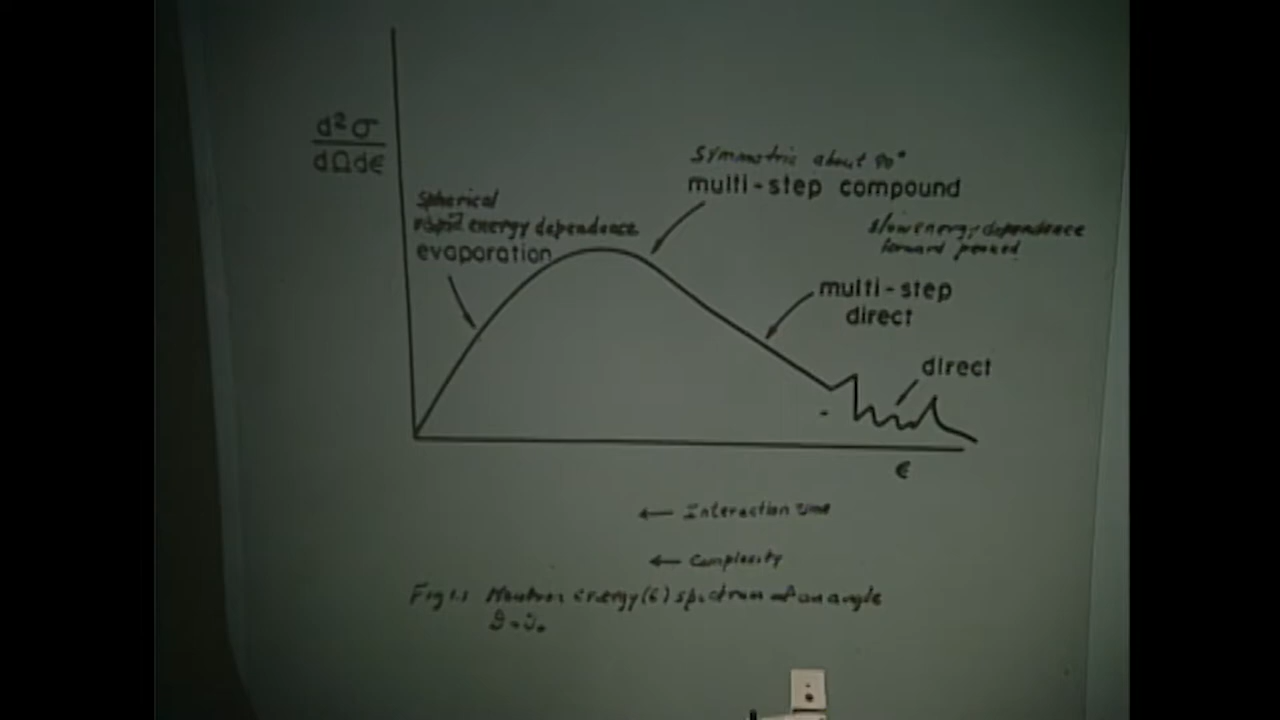 d²σ
dΩdϵ
Symmetric about 90°
multi-step compound
Spherical
rapid energy dependence
evaporation
slow energy dependence
forward peaked
multi-step
direct
direct
ϵ
← Interaction time
← Complexity
Fig 1.1 Neutron energy (ϵ) spectrum at an angle